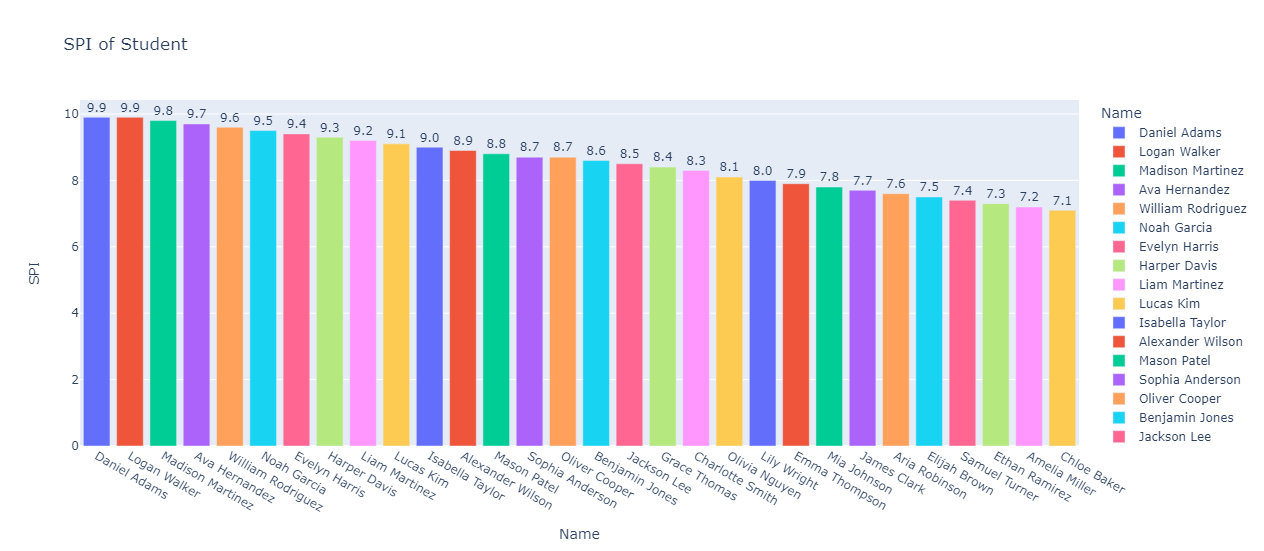 SPI of Student
9.9 9.9 9.8 9.7 9.6 9.5 9.4 9.3 9.2 9.1 9.0 8.9 8.8 8.7 8.7 8.6 8.5 8.4 8.3 8.1 8.0 7.9 7.8 7.7 7.6 7.5 7.4 7.3 7.2 7.1
10
8
6
4
2
0
SPI
Daniel Adams
Logan Walker
Madison Martinez
Ava Hernandez
William Rodriguez
Noah Garcia
Evelyn Harris
Harper Davis
Liam Martinez
Lucas Kim
Isabella Taylor
Alexander Wilson
Mason Patel
Sophia Anderson
Oliver Cooper
Benjamin Jones
Jackson Lee
Grace Thomas
Charlotte Smith
Olivia Nguyen
Lily Wright
Emma Thompson
Mia Johnson
James Clark
Aria Robinson
Elijah Brown
Samuel Turner
Ethan Ramirez
Amelia Miller
Chloe Baker
Name
Name
Daniel Adams
Logan Walker
Madison Martinez
Ava Hernandez
William Rodriguez
Noah Garcia
Evelyn Harris
Harper Davis
Liam Martinez
Lucas Kim
Isabella Taylor
Alexander Wilson
Mason Patel
Sophia Anderson
Oliver Cooper
Benjamin Jones
Jackson Lee